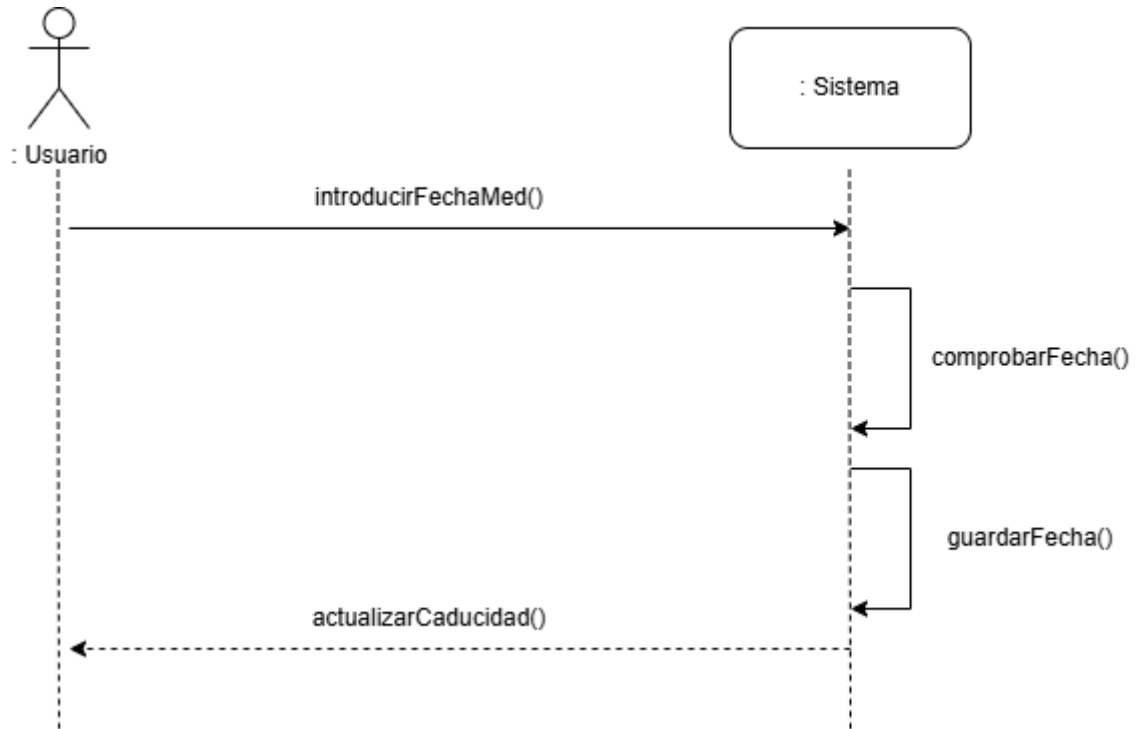 : Sistema
: Usuario
introducirFechaMed()
comprobarFecha()
guardarFecha()
actualizarCaducidad()